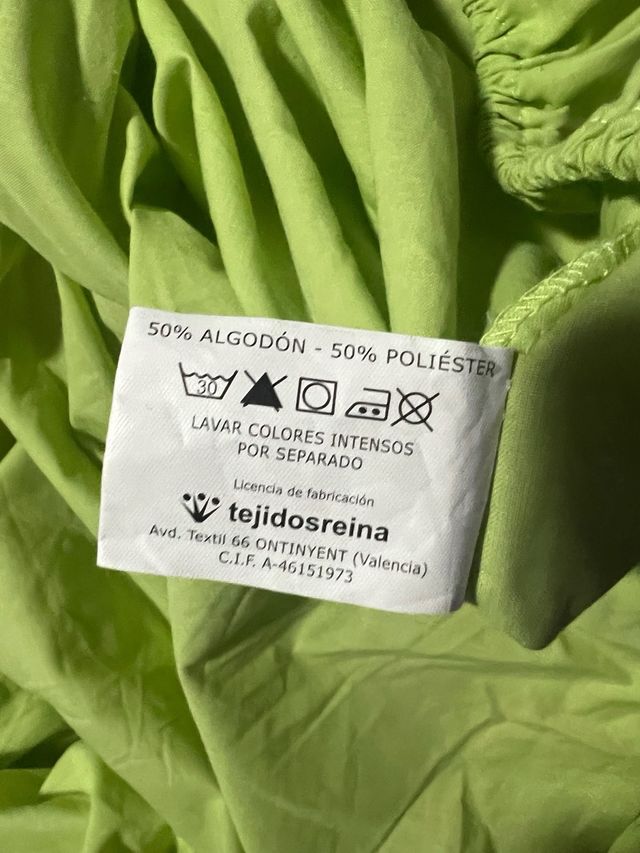 50% ALGODÓN - 50% POLIÉSTER
30
LAVAR COLORES INTENSOS
POR SEPARADO
Licencia de fabricación
tejidosreina
Avd. Textil 66 ONTINYENT (Valencia)
C.I.F. A-46151973